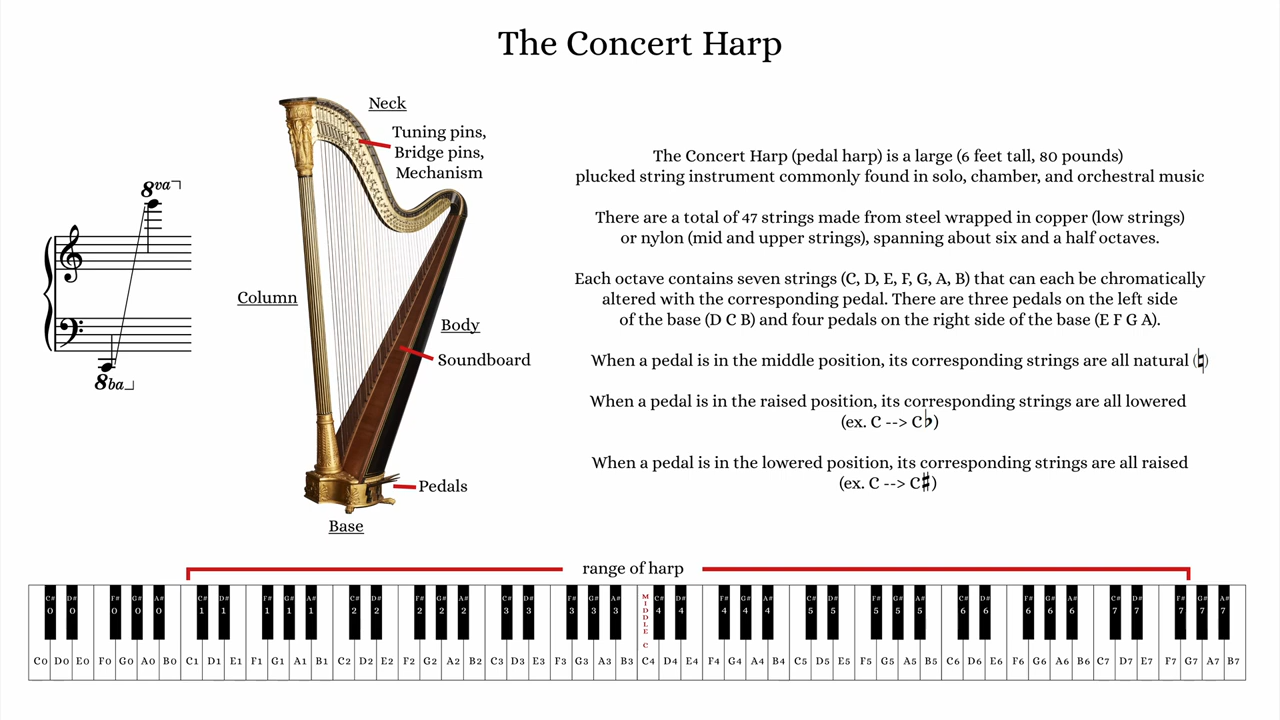 The Concert Harp
Neck
Tuning pins,
Bridge pins,
Mechanism
8va
8ba
Column
Body
Soundboard
Pedals
Base
The Concert Harp (pedal harp) is a large (6 feet tall, 80 pounds)
plucked string instrument commonly found in solo, chamber, and orchestral music
There are a total of 47 strings made from steel wrapped in copper (low strings)
or nylon (mid and upper strings), spanning about six and a half octaves.
Each octave contains seven strings (C, D, E, F, G, A, B) that can each be chromatically
altered with the corresponding pedal. There are three pedals on the left side
of the base (D C B) and four pedals on the right side of the base (E F G A).
When a pedal is in the middle position, its corresponding strings are all natural (♮)
When a pedal is in the raised position, its corresponding strings are all lowered
(ex. C --> C♭)
When a pedal is in the lowered position, its corresponding strings are all raised
(ex. C --> C♯)
range of harp
C# 0 D# 0 F# 0 G# 0 A# 0 C# 1 D# 1 F# 1 G# 1 A# 1 C# 2 D# 2 F# 2 G# 2 A# 2 C# 3 D# 3 F# 3 G# 3 A# 3 MIDDLE C C# 4 D# 4 F# 4 G# 4 A# 4 C# 5 D# 5 F# 5 G# 5 A# 5 C# 6 D# 6 F# 6 G# 6 A# 6 C# 7 D# 7 F# 7 G# 7 A# 7
C0 D0 E0 F0 G0 A0 B0 C1 D1 E1 F1 G1 A1 B1 C2 D2 E2 F2 G2 A2 B2 C3 D3 E3 F3 G3 A3 B3 C4 D4 E4 F4 G4 A4 B4 C5 D5 E5 F5 G5 A5 B5 C6 D6 E6 F6 G6 A6 B6 C7 D7 E7 F7 G7 A7 B7